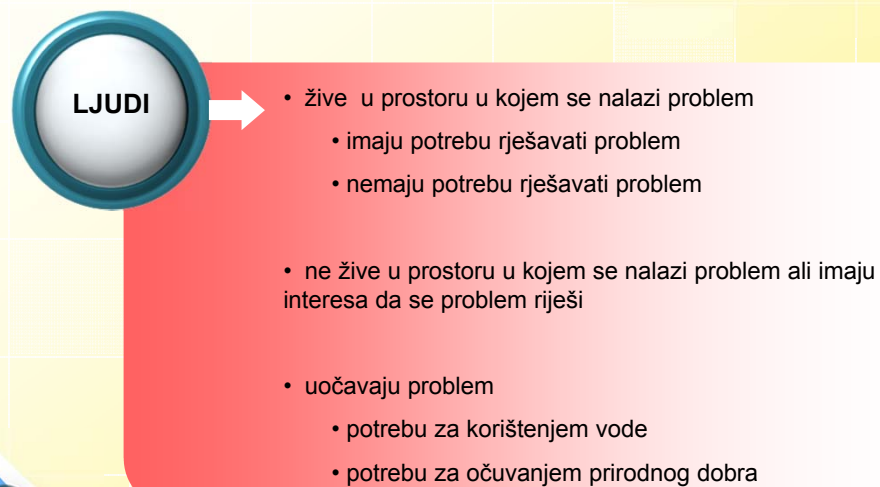 LJUDI
• žive u prostoru u kojem se nalazi problem
• imaju potrebu rješavati problem
• nemaju potrebu rješavati problem
• ne žive u prostoru u kojem se nalazi problem ali imaju
interesa da se problem riješi
• uočavaju problem
• potrebu za korištenjem vode
• potrebu za očuvanjem prirodnog dobra